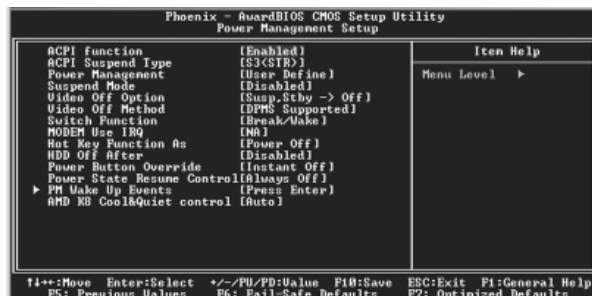 Phoenix - AwardBIOS CMOS Setup Utility
Power Management Setup
ACPI function [Enabled]
ACPI Suspend Type [S3<STR>]
Power Management [User Define]
Suspend Mode [Disabled]
Video Off Option [Susp,Stby -> Off]
Video Off Method [DPMS Supported]
Switch Function [Break/Wake]
MODEM Use IRQ [NA]
Hot Key Function As [Power Off]
HDD Off After [Disabled]
Power Button Override [Instant Off]
Power State Resume Control[Always Off]
▶ PM Wake Up Events [Press Enter]
AMD K8 Cool&Quiet control [Auto]
Item Help
Menu Level ▶
↑↓→←:Move Enter:Select +/-/PU/PD:Value F10:Save ESC:Exit F1:General Help
F5: Previous Values F6: Fail-Safe Defaults F7: Optimized Defaults